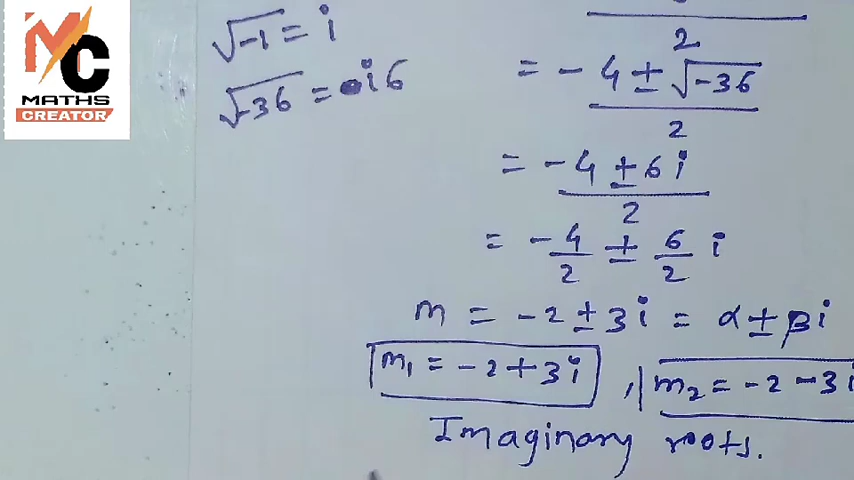 MC
MATHS
CREATOR
√-1 = i
√-36 = i6
2
= -4 ± √-36
2
= -4 ± 6i
2
= -4/2 ± 6/2 i
m = -2 ± 3i = α ± βi
m₁ = -2 + 3i , m₂ = -2 - 3i
Imaginary roots.